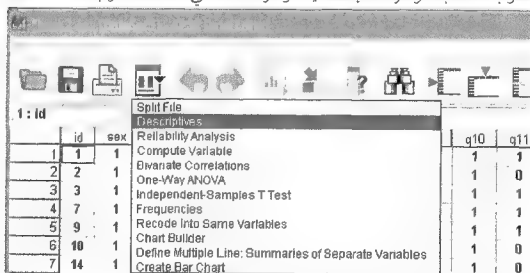 1 : id
Split File
Descriptives
Reliability Analysis
Compute Variable
Bivariate Correlations
One-Way ANOVA
Independent-Samples T Test
Frequencies
Recode Into Same Variables
Chart Builder
Define Multiple Line: Summaries of Separate Variables
Create Bar Chart
id sex q10 q11
1 1 1 1 1
2 2 1 1 0
3 3 1 1 1
4 7 1 1 1
5 9 1 1 1
6 10 1 1 0
7 14 1 1 0